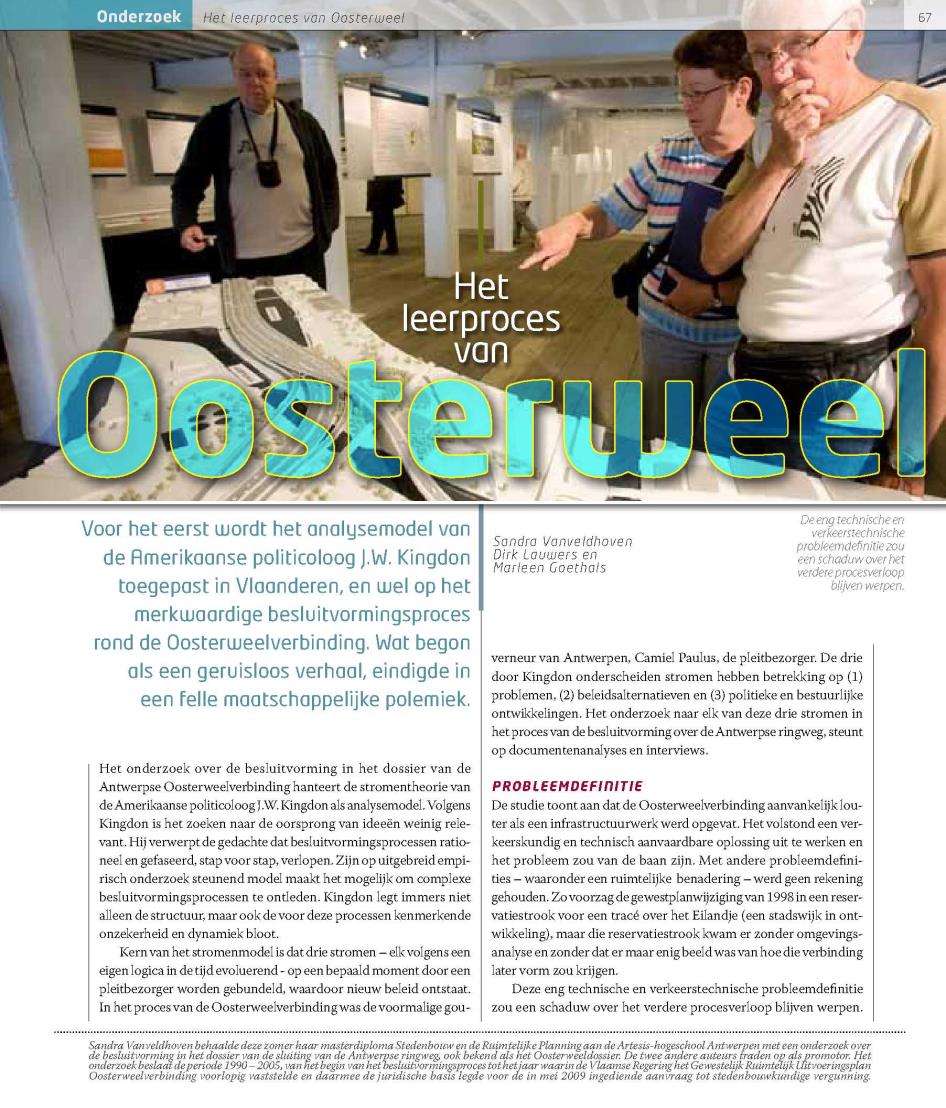 Onderzoek
Het leerproces van Oosterweel
67
Het
leerproces
van
Oosterweel
Voor het eerst wordt het analysemodel van
de Amerikaanse politicoloog J.W. Kingdon
toegepast in Vlaanderen, en wel op het
merkwaardige besluitvormingsproces
rond de Oosterweelverbinding. Wat begon
als een geruisloos verhaal, eindigde in
een felle maatschappelijke polemiek.
Sandra Vanveldhoven
Dirk Lauwers en
Marleen Goethals
De eng technische en
verkeerstechnische
probleemdefinitie zou
een schaduw over het
verdere procesverloop
blijven werpen.
Het onderzoek over de besluitvorming in het dossier van de
Antwerpse Oosterweelverbinding hanteert de stromentheorie van
de Amerikaanse politicoloog J.W. Kingdon als analysemodel. Volgens
Kingdon is het zoeken naar de oorsprong van ideeën weinig rele-
vant. Hij verwerpt de gedachte dat besluitvormingsprocessen ratio-
neel en gefaseerd, stap voor stap, verlopen. Zijn op uitgebreid empi-
risch onderzoek steunend model maakt het mogelijk om complexe
besluitvormingsprocessen te ontleden. Kingdon legt immers niet
alleen de structuur, maar ook de voor deze processen kenmerkende
onzekerheid en dynamiek bloot.
Kern van het stromenmodel is dat drie stromen – elk volgens een
eigen logica in de tijd evoluerend - op een bepaald moment door een
pleitbezorger worden gebundeld, waardoor nieuw beleid ontstaat.
In het proces van de Oosterweelverbinding was de voormalige gou-
verneur van Antwerpen, Camiel Paulus, de pleitbezorger. De drie
door Kingdon onderscheiden stromen hebben betrekking op (1)
problemen, (2) beleidsalternatieven en (3) politieke en bestuurlijke
ontwikkelingen. Het onderzoek naar elk van deze drie stromen in
het proces van de besluitvorming over de Antwerpse ringweg, steunt
op documentenanalyses en interviews.
PROBLEEMDEFINITIE
De studie toont aan dat de Oosterweelverbinding aanvankelijk lou-
ter als een infrastructuurwerk werd opgevat. Het volstond een ver-
keerskundig en technisch aanvaardbare oplossing uit te werken en
het probleem zou van de baan zijn. Met andere probleemdefini-
ties – waaronder een ruimtelijke benadering – werd geen rekening
gehouden. Zo voorzag de gewestplanwijziging van 1998 in een reser-
vatiestrook voor een tracé over het Eilandje (een stadswijk in ont-
wikkeling), maar die reservatiestrook kwam er zonder omgevings-
analyse en zonder dat er maar enig beeld was van hoe die verbinding
later vorm zou krijgen.
Deze eng technische en verkeerstechnische probleemdefinitie
zou een schaduw over het verdere procesverloop blijven werpen.
Sandra Vanveldhoven behaalde deze zomer haar masterdiploma Stedenbouw en de Ruimtelijke Planning aan de Artesis-hogeschool Antwerpen met een onderzoek over
de besluitvorming in het dossier van de sluiting van de Antwerpse ringweg, ook bekend als het Oosterweeldossier. De twee andere auteurs traden op als promotor. Het
onderzoek beslaat de periode 1990 – 2005, van het begin van het besluitvormingsproces tot het jaar waarin de Vlaamse Regering het Gewestelijk Ruimtelijk Uitvoeringsplan
Oosterweelverbinding voorlopig vaststelde en daarmee de juridische basis legde voor de in mei 2009 ingediende aanvraag tot stedenbouwkundige vergunning.